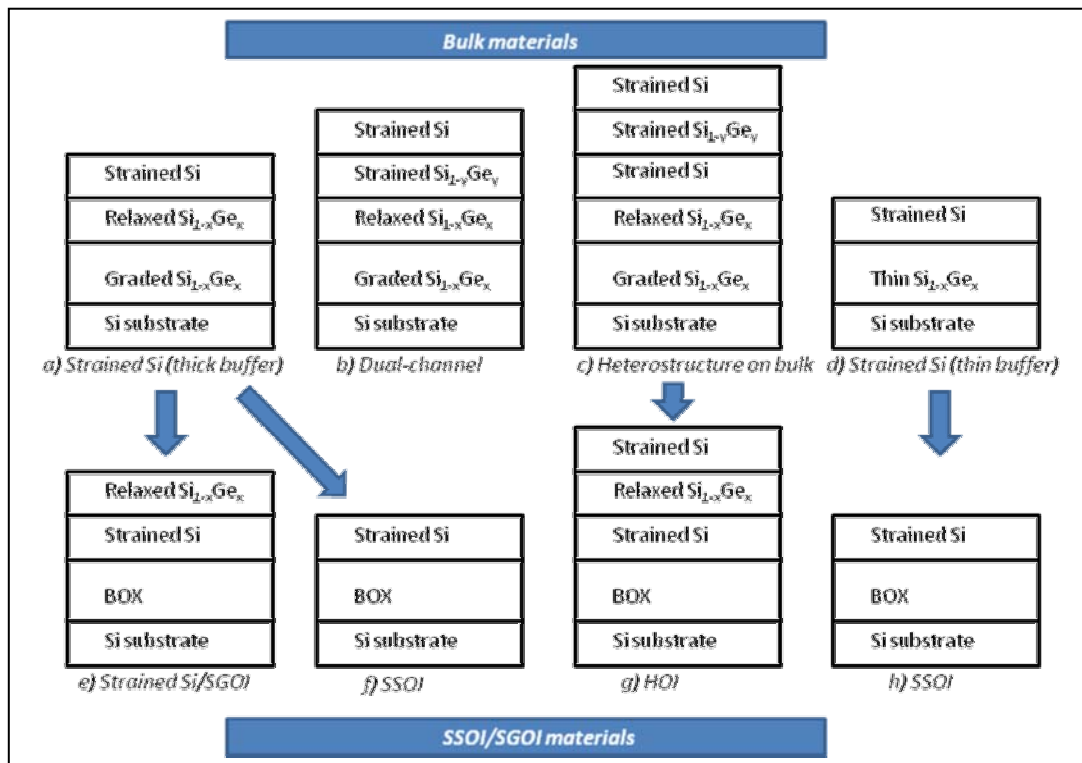 Bulk materials
Strained Si
Relaxed Si₁₋ₓGeₓ
Graded Si₁₋ₓGeₓ
Si substrate
a) Strained Si (thick buffer)
Strained Si
Strained Si₁₋ᵧGeᵧ
Relaxed Si₁₋ₓGeₓ
Graded Si₁₋ₓGeₓ
Si substrate
b) Dual-channel
Strained Si
Strained Si₁₋ᵧGeᵧ
Strained Si
Relaxed Si₁₋ₓGeₓ
Graded Si₁₋ₓGeₓ
Si substrate
c) Heterostructure on bulk
Strained Si
Thin Si₁₋ₓGeₓ
Si substrate
d) Strained Si (thin buffer)
Relaxed Si₁₋ₓGeₓ
Strained Si
BOX
Si substrate
e) Strained Si/SGOI
Strained Si
BOX
Si substrate
f) SSOI
Strained Si
Relaxed Si₁₋ₓGeₓ
Strained Si
BOX
Si substrate
g) HOI
Strained Si
BOX
Si substrate
h) SSOI
SSOI/SGOI materials